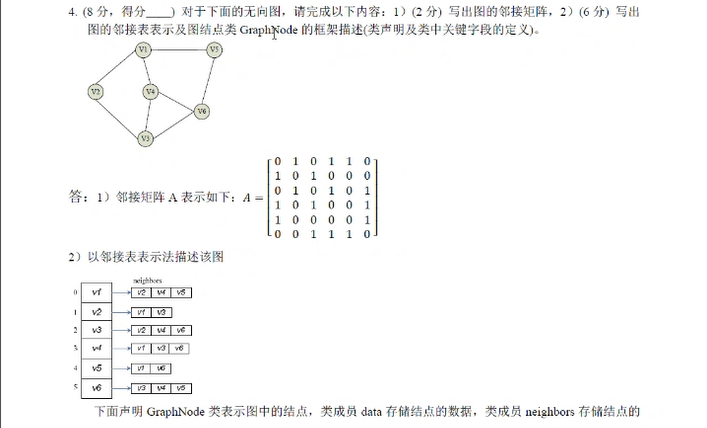 4. (8 分，得分____) 对于下面的无向图，请完成以下内容：1）(2 分) 写出图的邻接矩阵，2）(6 分) 写出
图的邻接表表示及图结点类 GraphNode 的框架描述(类声明及类中关键字段的定义)。
V1 V5
V2 V4
V6
V3
答：1）邻接矩阵 A 表示如下：A =
0 1 0 1 1 0
1 0 1 0 0 0
0 1 0 1 0 1
1 0 1 0 0 1
1 0 0 0 0 1
0 0 1 1 1 0
2）以邻接表表示法描述该图
neighbors
0 v1 v2 v4 v5
1 v2 v1 v3
2 v3 v2 v4 v6
3 v4 v1 v3 v6
4 v5 v1 v6
5 v6 v3 v4 v5
下面声明 GraphNode 类表示图中的结点，类成员 data 存储结点的数据，类成员 neighbors 存储结点的